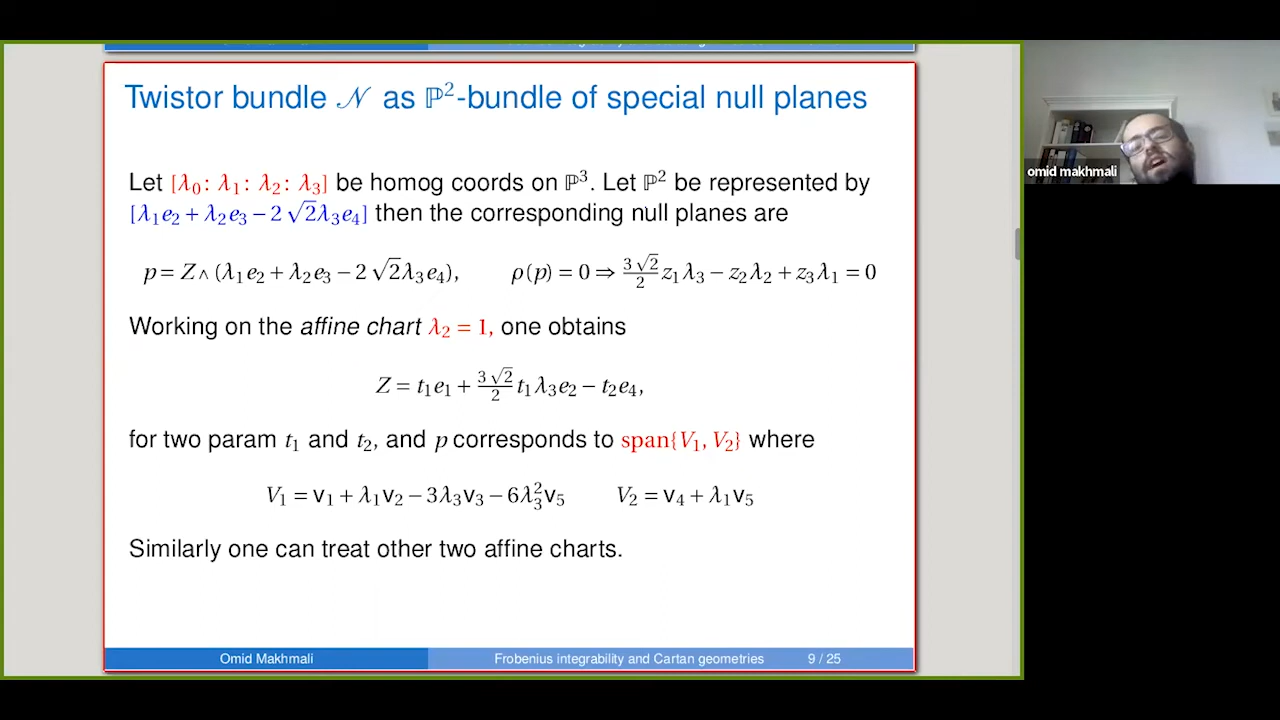 Twistor bundle 𝒩 as ℙ²-bundle of special null planes
Let [λ₀ : λ₁ : λ₂ : λ₃] be homog coords on ℙ³. Let ℙ² be represented by
[λ₁e₂ + λ₂e₃ − 2√2λ₃e₄] then the corresponding null planes are
p = Z ∧ (λ₁e₂ + λ₂e₃ − 2√2λ₃e₄), ρ(p) = 0 ⇒ 3√2/2 z₁λ₃ − z₂λ₂ + z₃λ₁ = 0
Working on the affine chart λ₂ = 1, one obtains
Z = t₁e₁ + 3√2/2 t₁λ₃e₂ − t₂e₄,
for two param t₁ and t₂, and p corresponds to span{V₁, V₂} where
V₁ = v₁ + λ₁v₂ − 3λ₃v₃ − 6λ₃²v₅ V₂ = v₄ + λ₁v₅
Similarly one can treat other two affine charts.
Omid Makhmali Frobenius integrability and Cartan geometries 9 / 25
omid makhmali